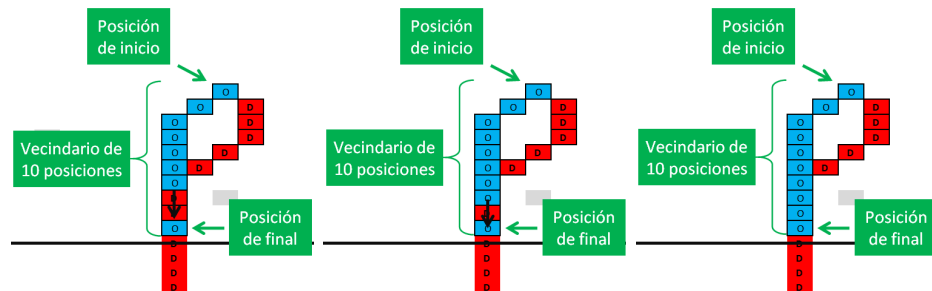 Posición
de inicio
O
O D
O D
O D
Vecindario de
10 posiciones
O D
O D
O
O
Posición
de final
D
D
D
D
Posición
de inicio
O
O D
O D
O D
Vecindario de
10 posiciones
O D
O D
O
O
O
Posición
de final
D
D
D
D
Posición
de inicio
O
O D
O D
O D
Vecindario de
10 posiciones
O D
O D
O
O
O
O
Posición
de final
D
D
D
D